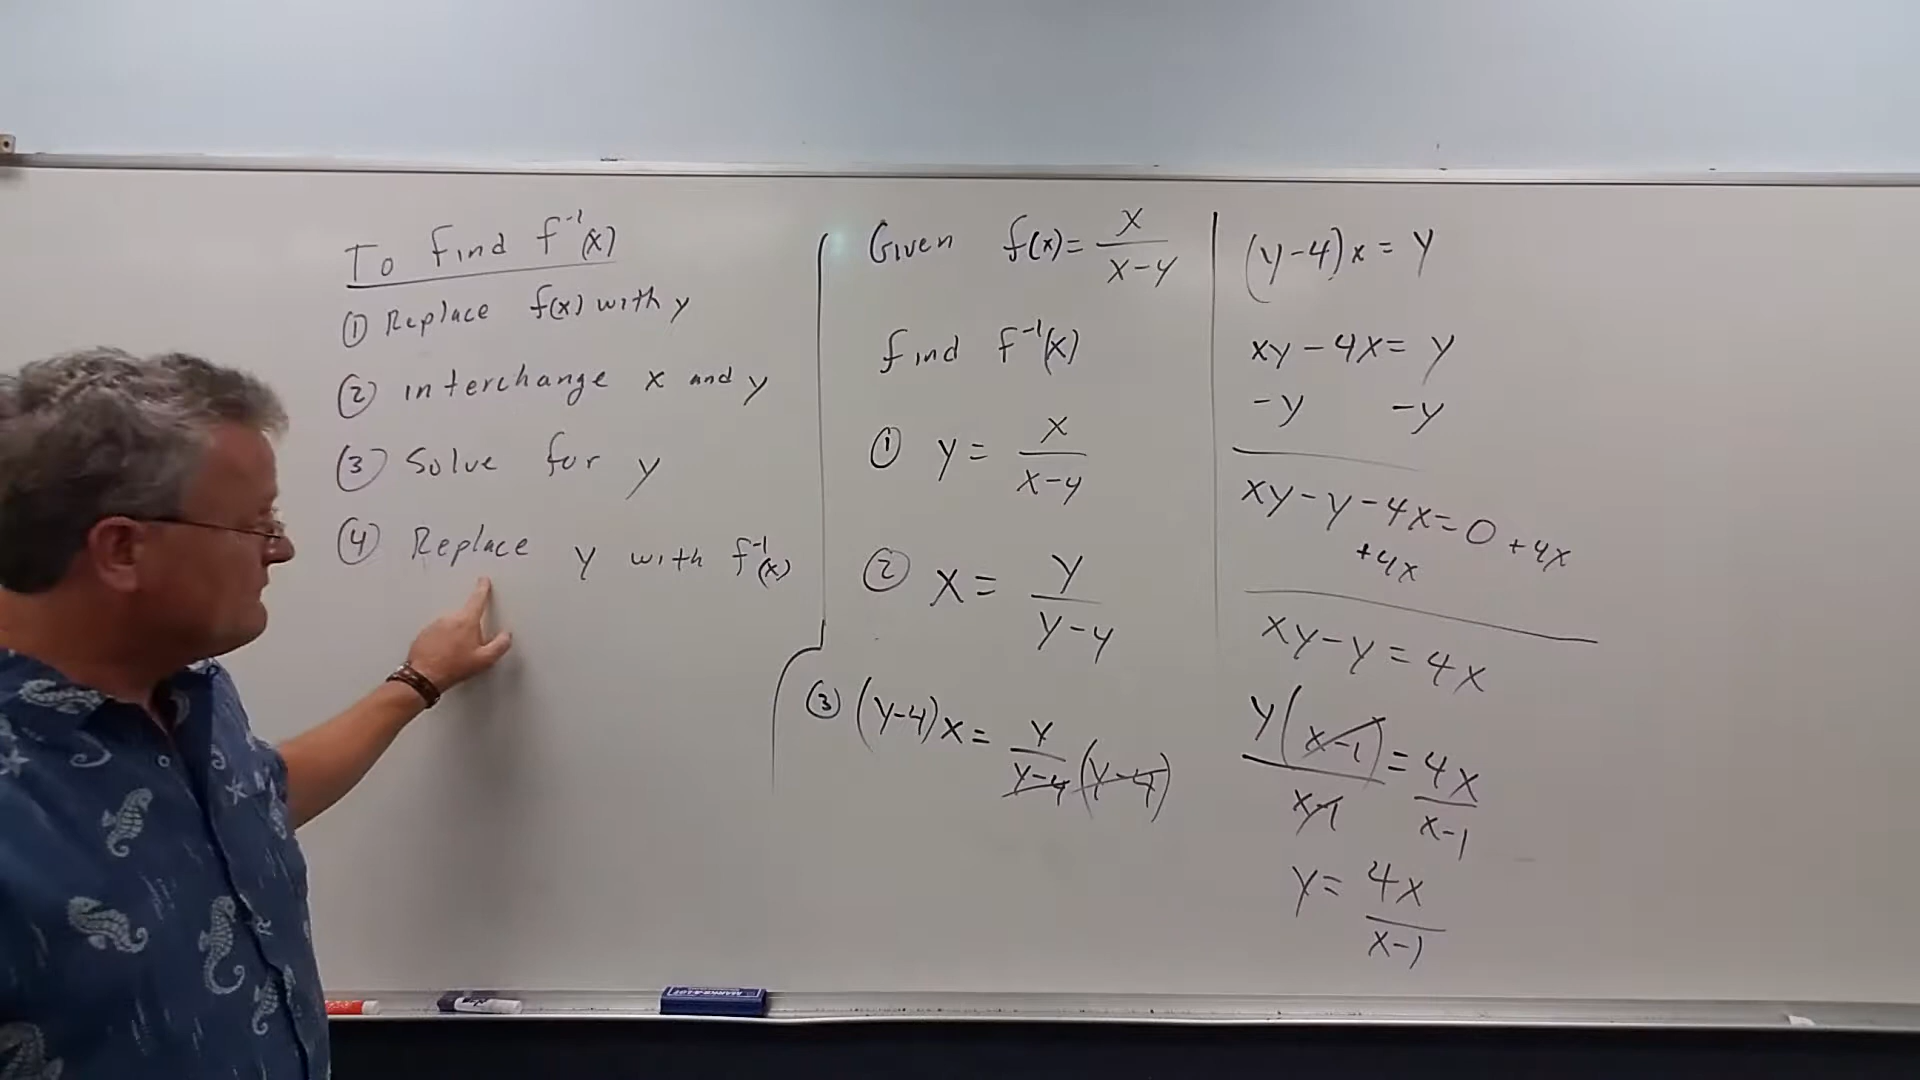 To find f⁻¹(x)
① Replace f(x) with y
② interchange x and y
③ Solve for y
④ Replace y with f⁻¹(x)
Given f(x)= x/(x-4)
find f⁻¹(x)
① y= x/(x-4)
② x= y/(y-4)
③ (y-4)x= y/(y-4) (y-4)
(y-4)x=y
xy-4x=y
-y -y
xy-y-4x=0+4x
+4x
xy-y=4x
y(x-1)/(x-1) = 4x/(x-1)
y= 4x/(x-1)